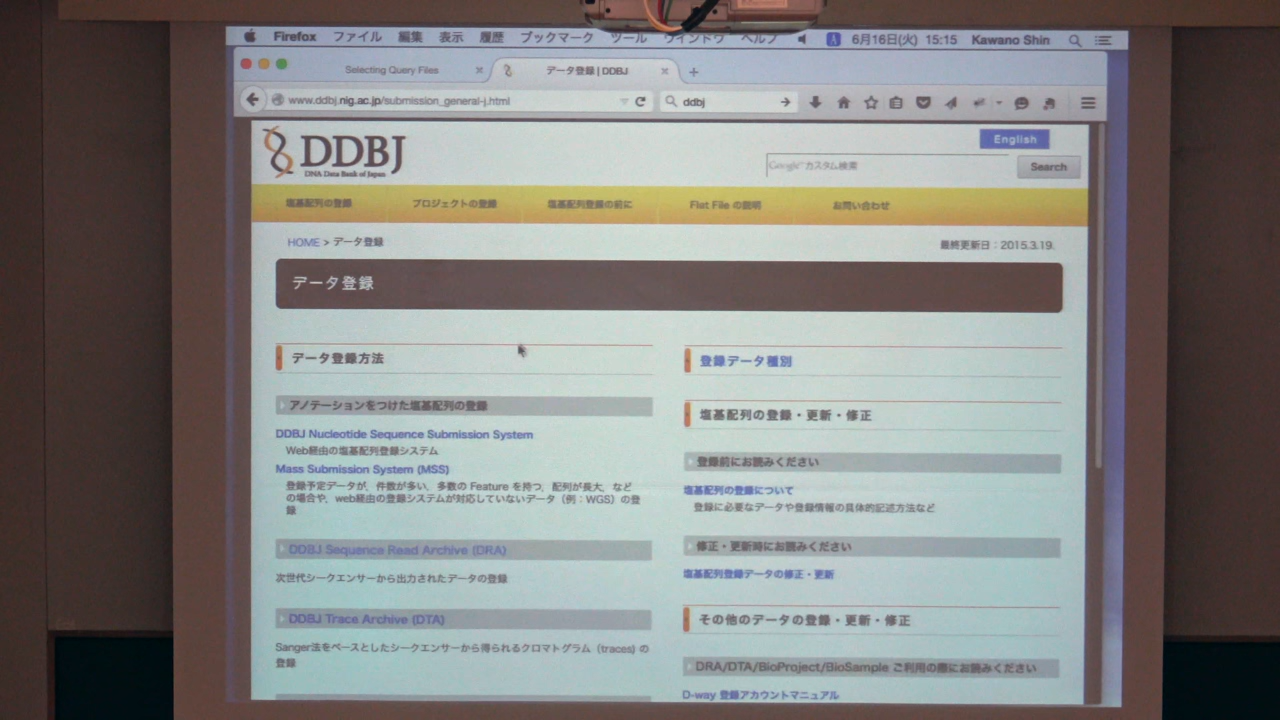 Firefox ファイル 編集 表示 履歴 ブックマーク ツール ウインドウ ヘルプ 6月16日(火) 15:15 Kawano Shin
Selecting Query Files
データ登録 | DDBJ
www.ddbj.nig.ac.jp/submission_general-j.html
ddbj
DDBJ
DNA Data Bank of Japan
English
Google™ カスタム検索
Search
塩基配列の登録 プロジェクトの登録 塩基配列登録の前に Flat File の説明 お問い合わせ
HOME > データ登録
最終更新日：2015.3.19.
データ登録
データ登録方法
アノテーションをつけた塩基配列の登録
DDBJ Nucleotide Sequence Submission System
Web経由の塩基配列登録システム
Mass Submission System (MSS)
登録予定データが、件数が多い、多数の Feature を持つ、配列が長大、など
の場合や、web経由の登録システムが対応していないデータ（例：WGS）の登
録
DDBJ Sequence Read Archive (DRA)
次世代シークエンサーから出力されたデータの登録
DDBJ Trace Archive (DTA)
Sanger法をベースとしたシークエンサーから得られるクロマトグラム（traces) の
登録
登録データ種別
塩基配列の登録・更新・修正
登録前にお読みください
塩基配列の登録について
登録に必要なデータや登録情報の具体的記述方法など
修正・更新時にお読みください
塩基配列登録データの修正・更新
その他のデータの登録・更新・修正
DRA/DTA/BioProject/BioSample ご利用の際にお読みください
D-way 登録アカウントマニュアル